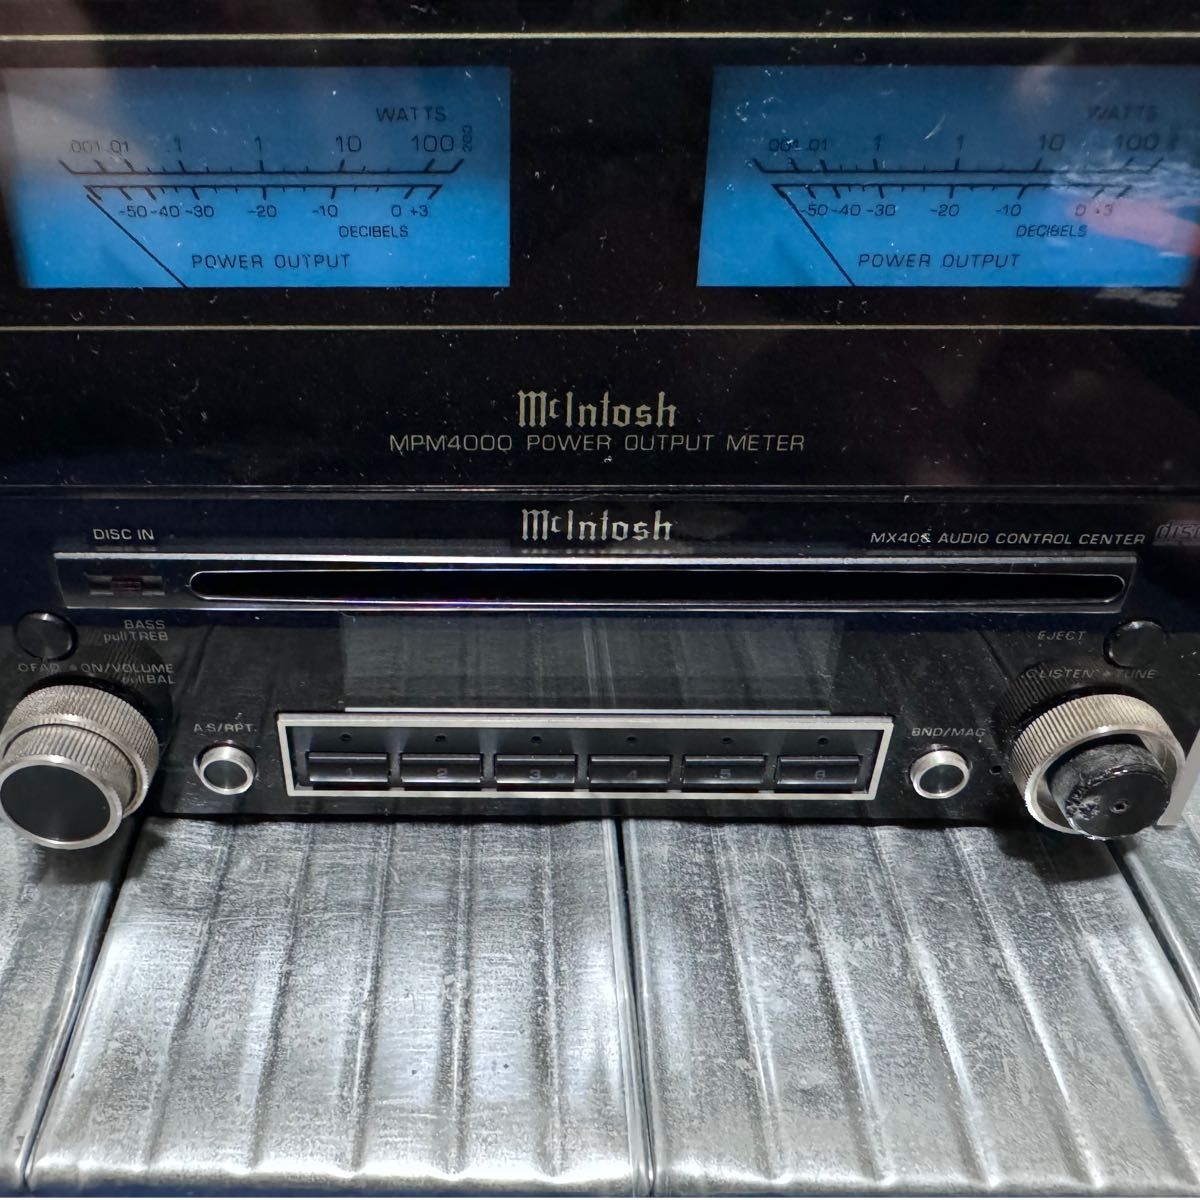 WATTS
.001 .01 .1 1 10 100 200
-50 -40 -30 -20 -10 0 +3
DECIBELS
POWER OUTPUT
WATTS
.001 .01 .1 1 10 100
-50 -40 -30 -20 -10 0 +3
DECIBELS
POWER OUTPUT
McIntosh
MPM4000 POWER OUTPUT METER
McIntosh
DISC IN
AUDIO CONTROL CENTER
disc
BASS
pull TREB
ON/VOLUME
pull BAL
EJECT
LISTEN TUNE
A.S/RPT.
BND/MAG
1 2 3 4 5 6